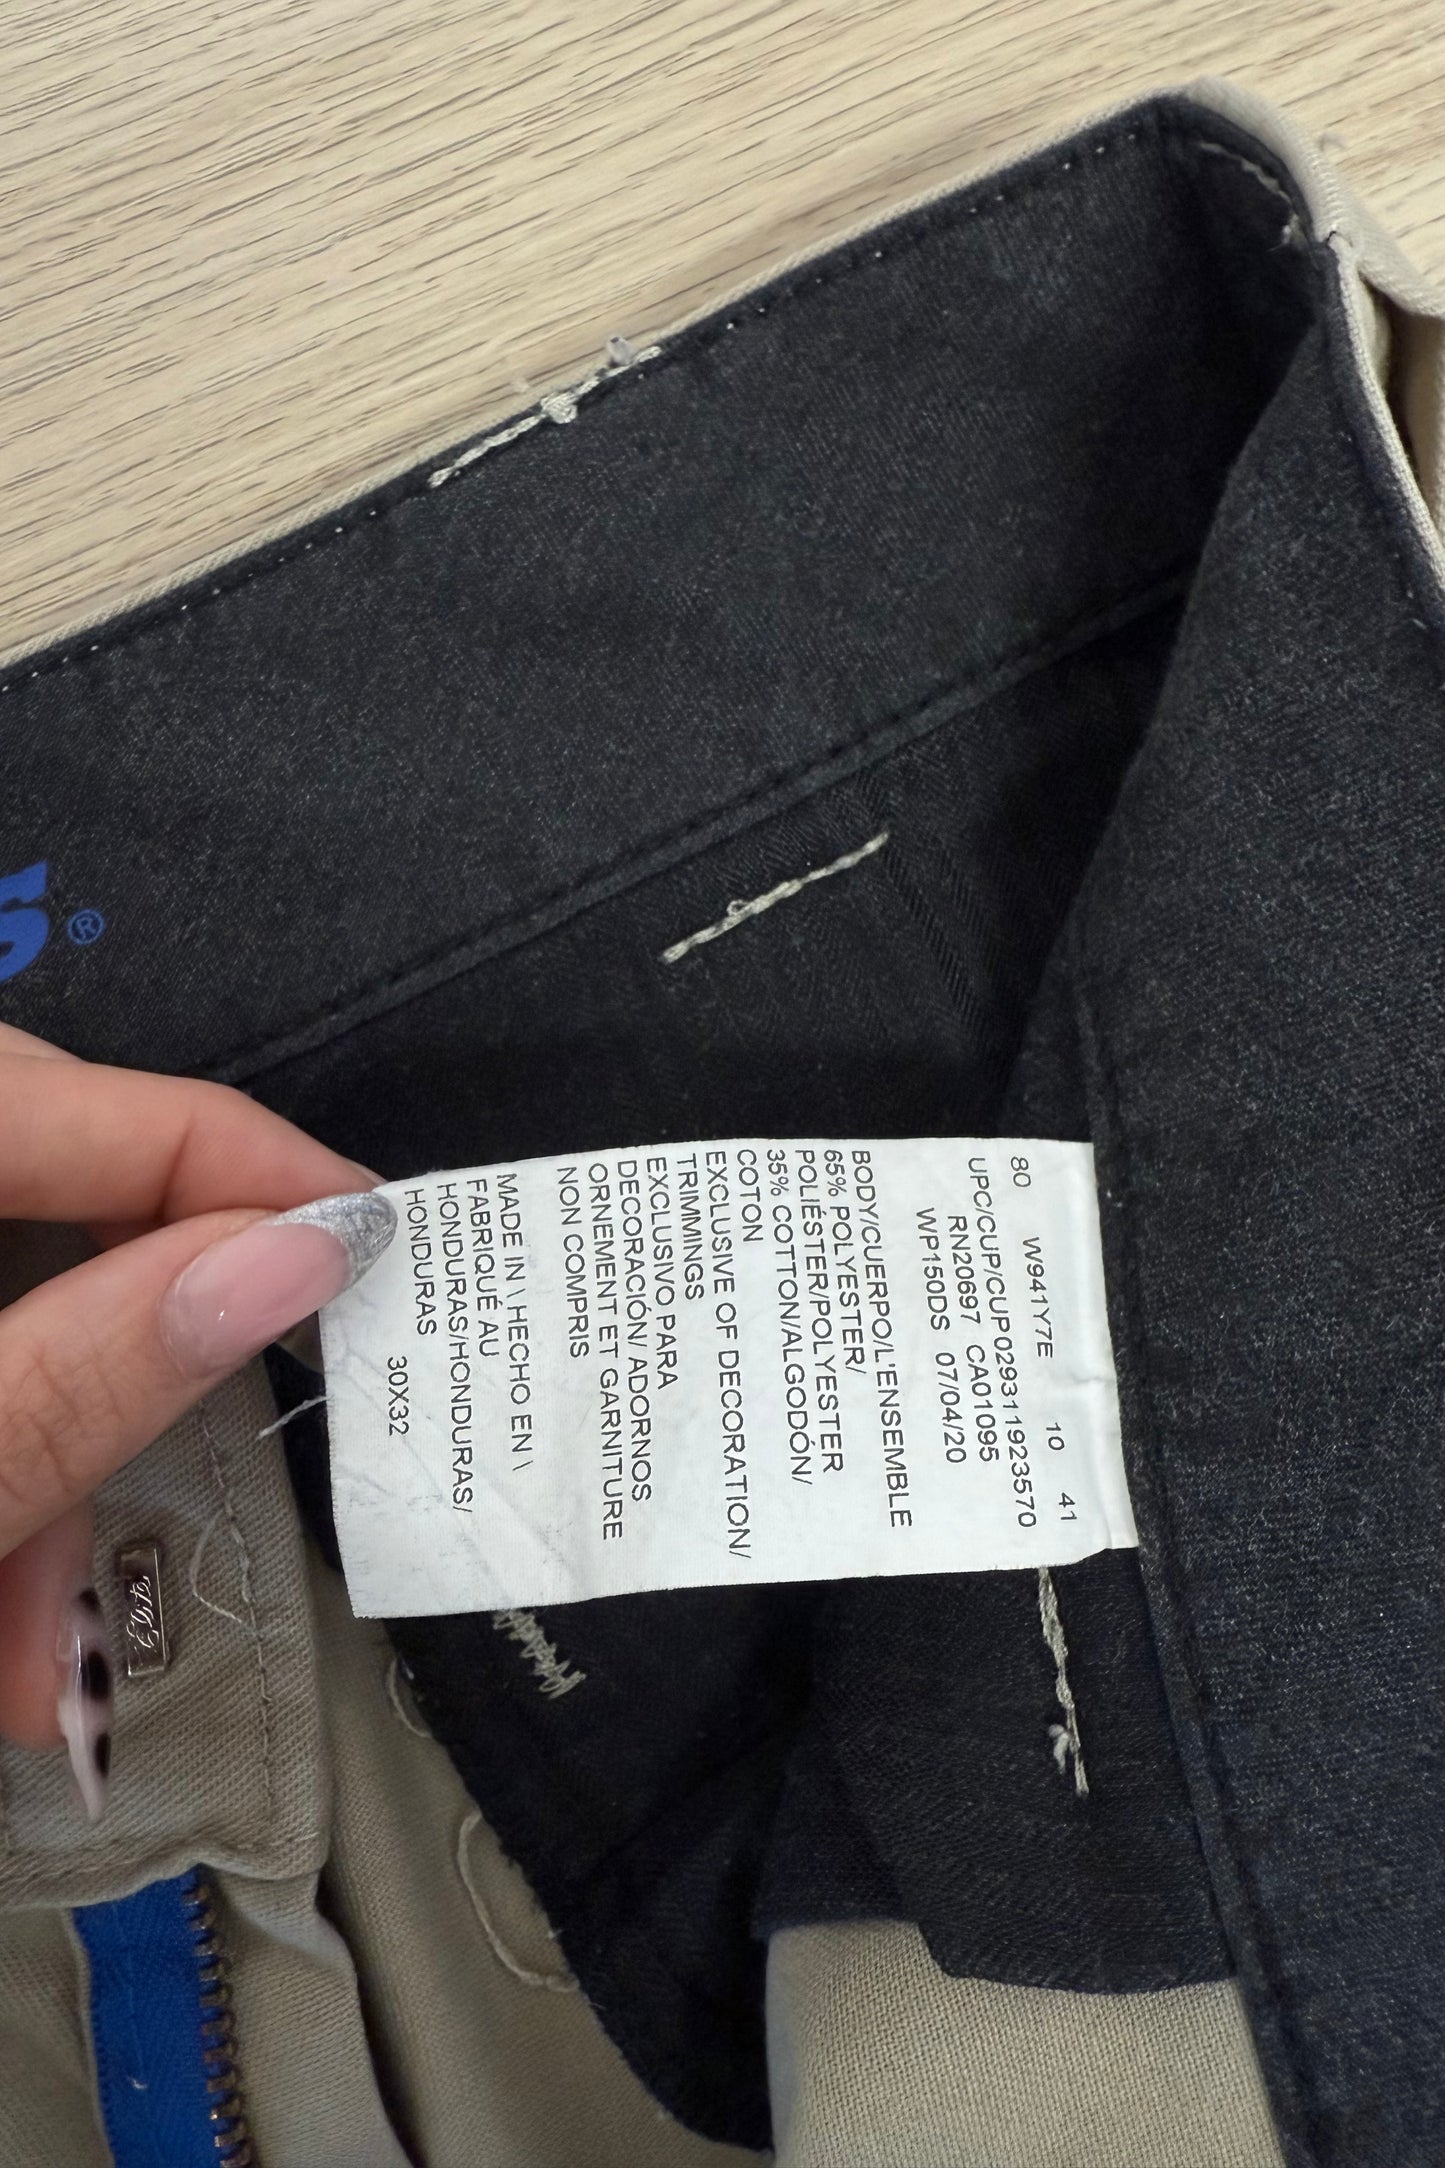 S®
80 W941Y7E 10 41
UPC/CUP/CUP029311923570
RN20697 CA01095
WP150DS 07/04/20
BODY/CUERPO/L'ENSEMBLE
65% POLYESTER/
POLIÉSTER/POLYESTER
35% COTTON/ALGODÓN/
COTON
EXCLUSIVE OF DECORATION/
TRIMMINGS
EXCLUSIVO PARA
DECORACIÓN/ ADORNOS
ORNEMENT ET GARNITURE
NON COMPRIS
MADE IN \ HECHO EN \
FABRIQUÉ AU
HONDURAS/HONDURAS/
HONDURAS
30X32